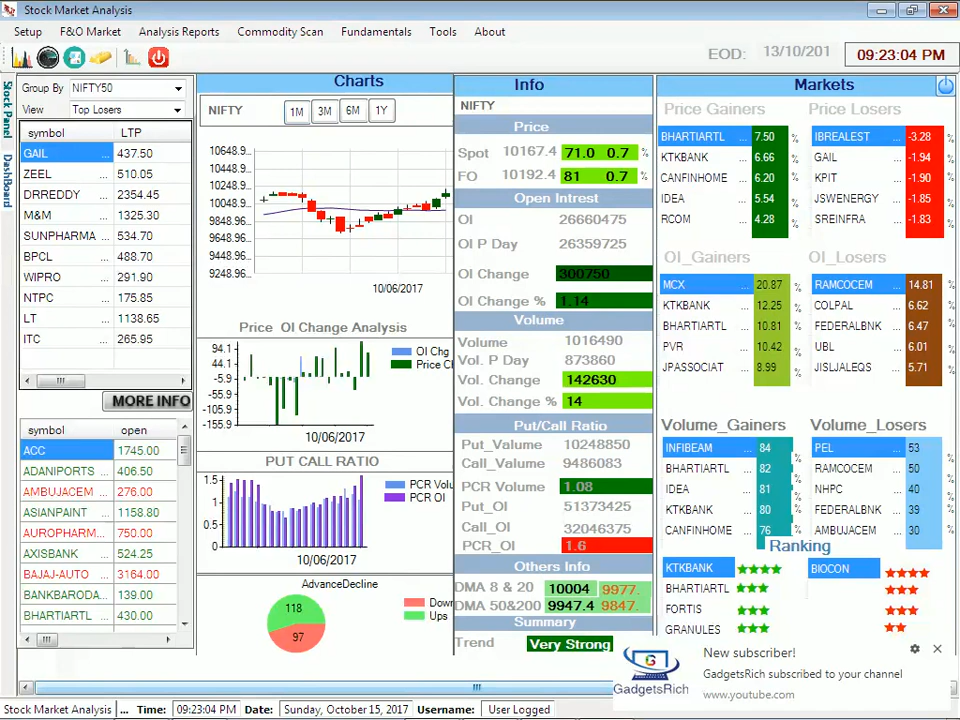 Stock Market Analysis
Setup F&O Market Analysis Reports Commodity Scan Fundamentals Tools About
EOD: 13/10/201 09:23:04 PM
Stock Panel
DashBoard
Group By NIFTY50
View Top Losers
symbol LTP
GAIL ... 437.50
ZEEL ... 510.05
DRREDDY ... 2354.45
M&M ... 1325.30
SUNPHARMA ... 534.70
BPCL ... 488.70
WIPRO ... 291.90
NTPC ... 175.85
LT ... 1138.65
ITC ... 265.95
MORE INFO
symbol open
ACC 1745.00
ADANIPORTS ... 406.50
AMBUJACEM ... 276.00
ASIANPAINT ... 1158.80
AUROPHARM... 750.00
AXISBANK ... 524.25
BAJAJ-AUTO ... 3164.00
BANKBARODA... 139.00
BHARTIARTL ... 430.00
Charts
NIFTY 1M 3M 6M 1Y
10648.9...
10448.9...
10248.96...
10048.96...
9848.96...
9648.96...
9448.96...
9248.96...
10/06/2017
Price OI Change Analysis
94.1
44.1
-5.9
-55.9
-105.9
-155.9
OI Chg
Price Cl
10/06/2017
PUT CALL RATIO
1.5
1
0.5
0
PCR Volu
PCR OI
10/06/2017
AdvanceDecline
118
97
Down
Ups
Info
NIFTY
Price
Spot 10167.4 71.0 0.7 %
FO 10192.4 81 0.7 %
Open Intrest
OI 26660475
OI P Day 26359725
OI Change 300750
OI Change % 1.14
Volume
Volume 1016490
Vol. P Day 873860
Vol. Change 142630
Vol. Change % 14
Put/Call Ratio
Put_Valume 10248850
Call_Valume 9486083
PCR Volume 1.08
Put_OI 51373425
Call_OI 32046375
PCR_OI 1.6
Others Info
DMA 8 & 20 10004 9977.
DMA 50&200 9947.4 9847.
Summary
Trend Very Strong
Markets
Price Gainers Price Losers
BHARTIARTL ... 7.50 % IBREALEST ... -3.28 %
KTKBANK ... 6.66 % GAIL ... -1.94 %
CANFINHOME ... 6.20 % KPIT ... -1.90 %
IDEA ... 5.54 % JSWENERGY ... -1.85 %
RCOM ... 4.28 % SREINFRA ... -1.83 %
OI_Gainers OI_Losers
MCX ... 20.87 % RAMCOCEM ... 14.81 %
KTKBANK ... 12.25 % COLPAL ... 6.62 %
BHARTIARTL ... 10.81 % FEDERALBNK ... 6.47 %
PVR ... 10.42 % UBL ... 6.01 %
JPASSOCIAT ... 8.99 % JISLJALEQS ... 5.71 %
Volume_Gainers Volume_Losers
INFIBEAM ... 84 % PEL ... 53 %
BHARTIARTL ... 82 % RAMCOCEM ... 50 %
IDEA ... 81 % NHPC ... 40 %
KTKBANK ... 80 % FEDERALBNK ... 39 %
CANFINHOME ... 76 % AMBUJACEM ... 30 %
Ranking
KTKBANK BIOCON
BHARTIARTL
FORTIS
GRANULES
New subscriber!
GadgetsRich subscribed to your channel
www.youtube.com
G
GadgetsRich
Stock Market Analysis ... Time: 09:23:04 PM Date: Sunday, October 15, 2017 Username: User Logged